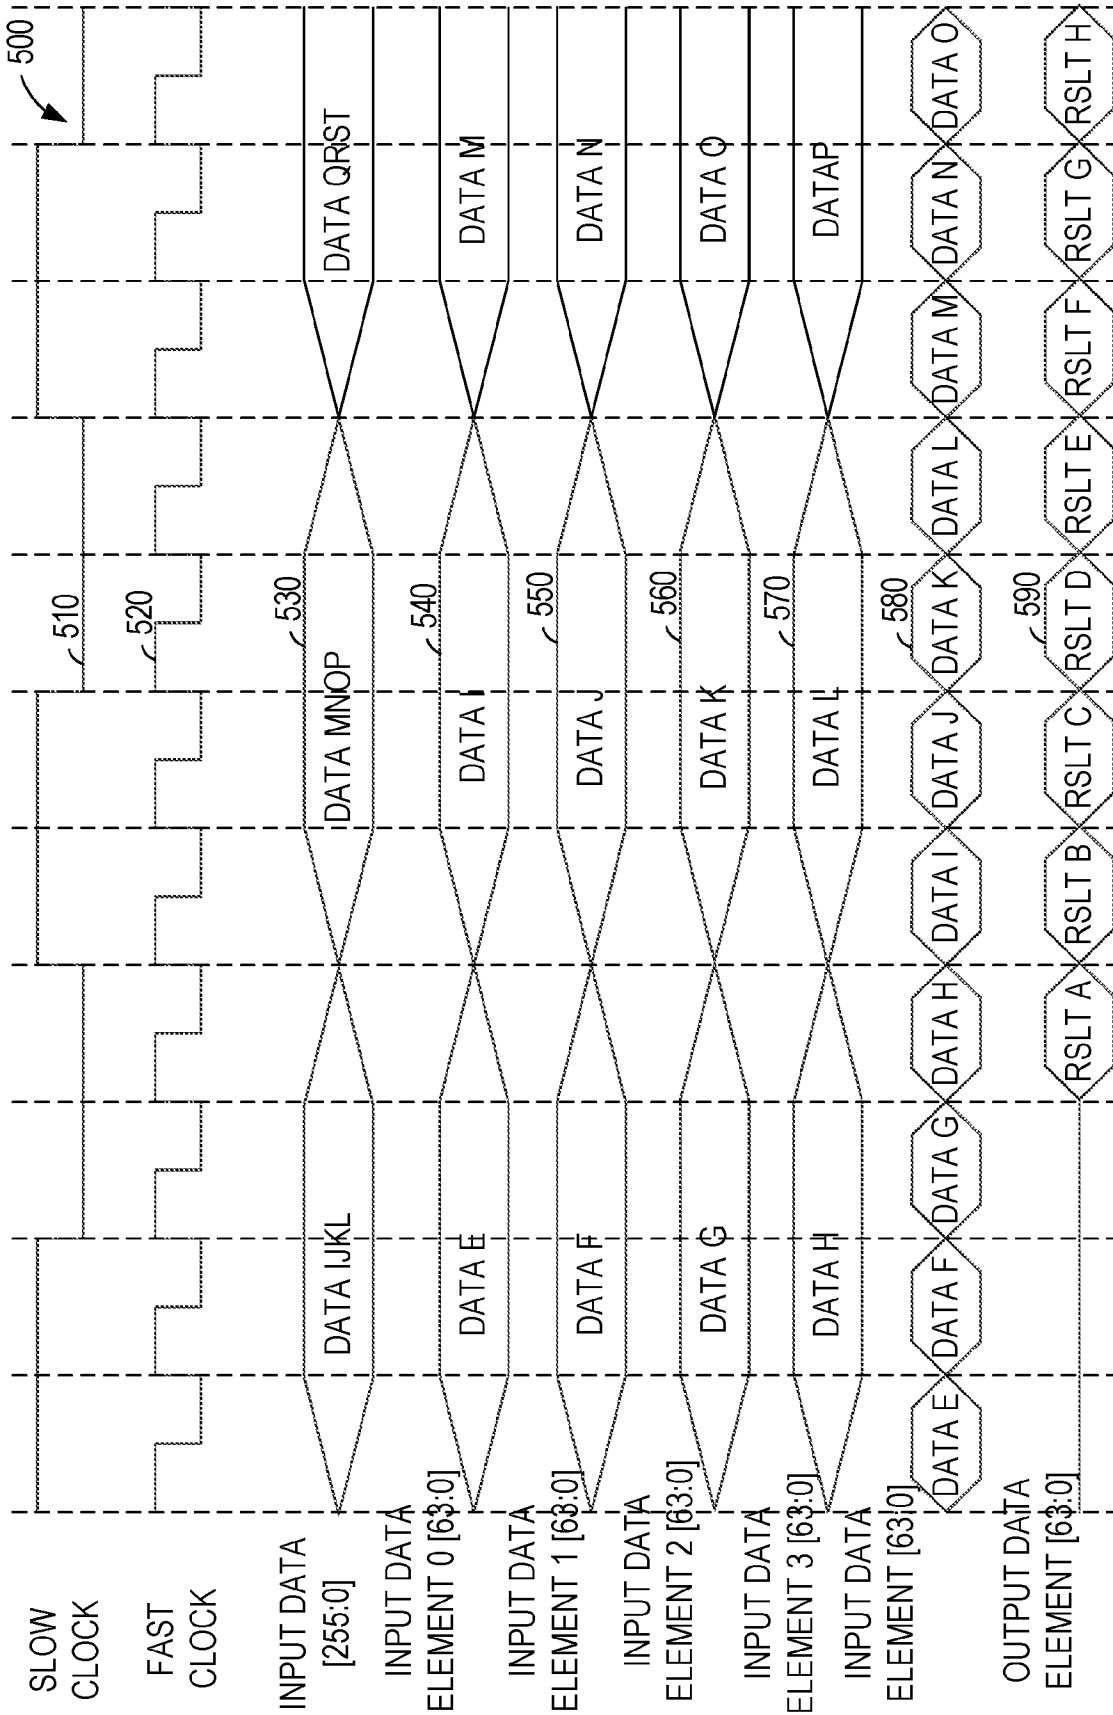 500
SLOW
CLOCK
510
FAST
CLOCK
520
INPUT DATA
[255:0]
DATA IJKL
DATA MNOP
530
DATA QRST
INPUT DATA
ELEMENT 0 [63:0]
DATA E
DATA I
540
DATA M
INPUT DATA
ELEMENT 1 [63:0]
DATA F
DATA J
550
DATA N
INPUT DATA
ELEMENT 2 [63:0]
DATA G
DATA K
560
DATA O
INPUT DATA
ELEMENT 3 [63:0]
DATA H
DATA L
570
DATAP
INPUT DATA
ELEMENT [63:0]
580
DATA E DATA F DATA G DATA H DATA I DATA J DATA K DATA L DATA M DATA N DATA O
OUTPUT DATA
ELEMENT [63:0]
590
RSLT A RSLT B RSLT C RSLT D RSLT E RSLT F RSLT G RSLT H